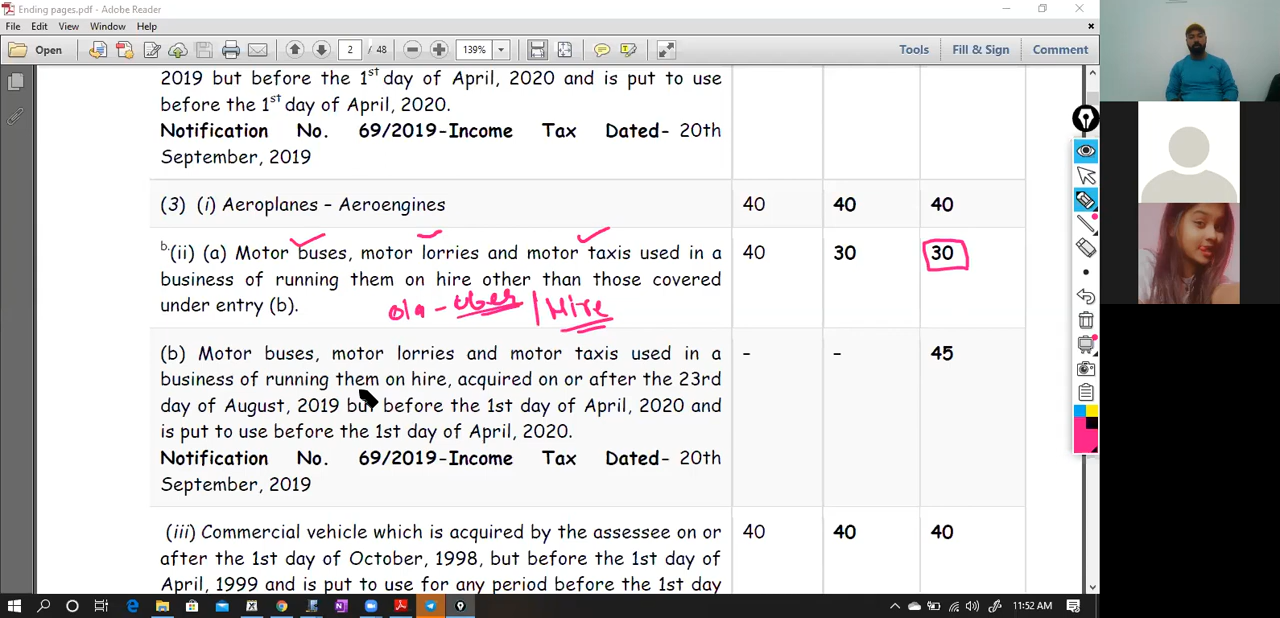 Ending pages.pdf - Adobe Reader
File Edit View Window Help
Open 2 / 48 139% Tools Fill & Sign Comment
2019 but before the 1st day of April, 2020 and is put to use
before the 1st day of April, 2020.
Notification No. 69/2019-Income Tax Dated- 20th
September, 2019
(3) (i) Aeroplanes – Aeroengines 40 40 40
b.(ii) (a) Motor buses, motor lorries and motor taxis used in a 40 30 30
business of running them on hire other than those covered
under entry (b).
ola - uber / Hire
(b) Motor buses, motor lorries and motor taxis used in a - - 45
business of running them on hire, acquired on or after the 23rd
day of August, 2019 but before the 1st day of April, 2020 and
is put to use before the 1st day of April, 2020.
Notification No. 69/2019-Income Tax Dated- 20th
September, 2019
(iii) Commercial vehicle which is acquired by the assessee on or 40 40 40
after the 1st day of October, 1998, but before the 1st day of
April, 1999 and is put to use for any period before the 1st day
11:52 AM